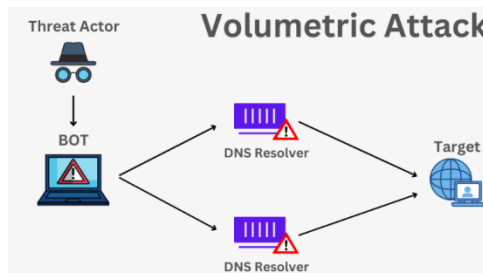 Threat Actor
Volumetric Attack
BOT
DNS Resolver
Target
DNS Resolver